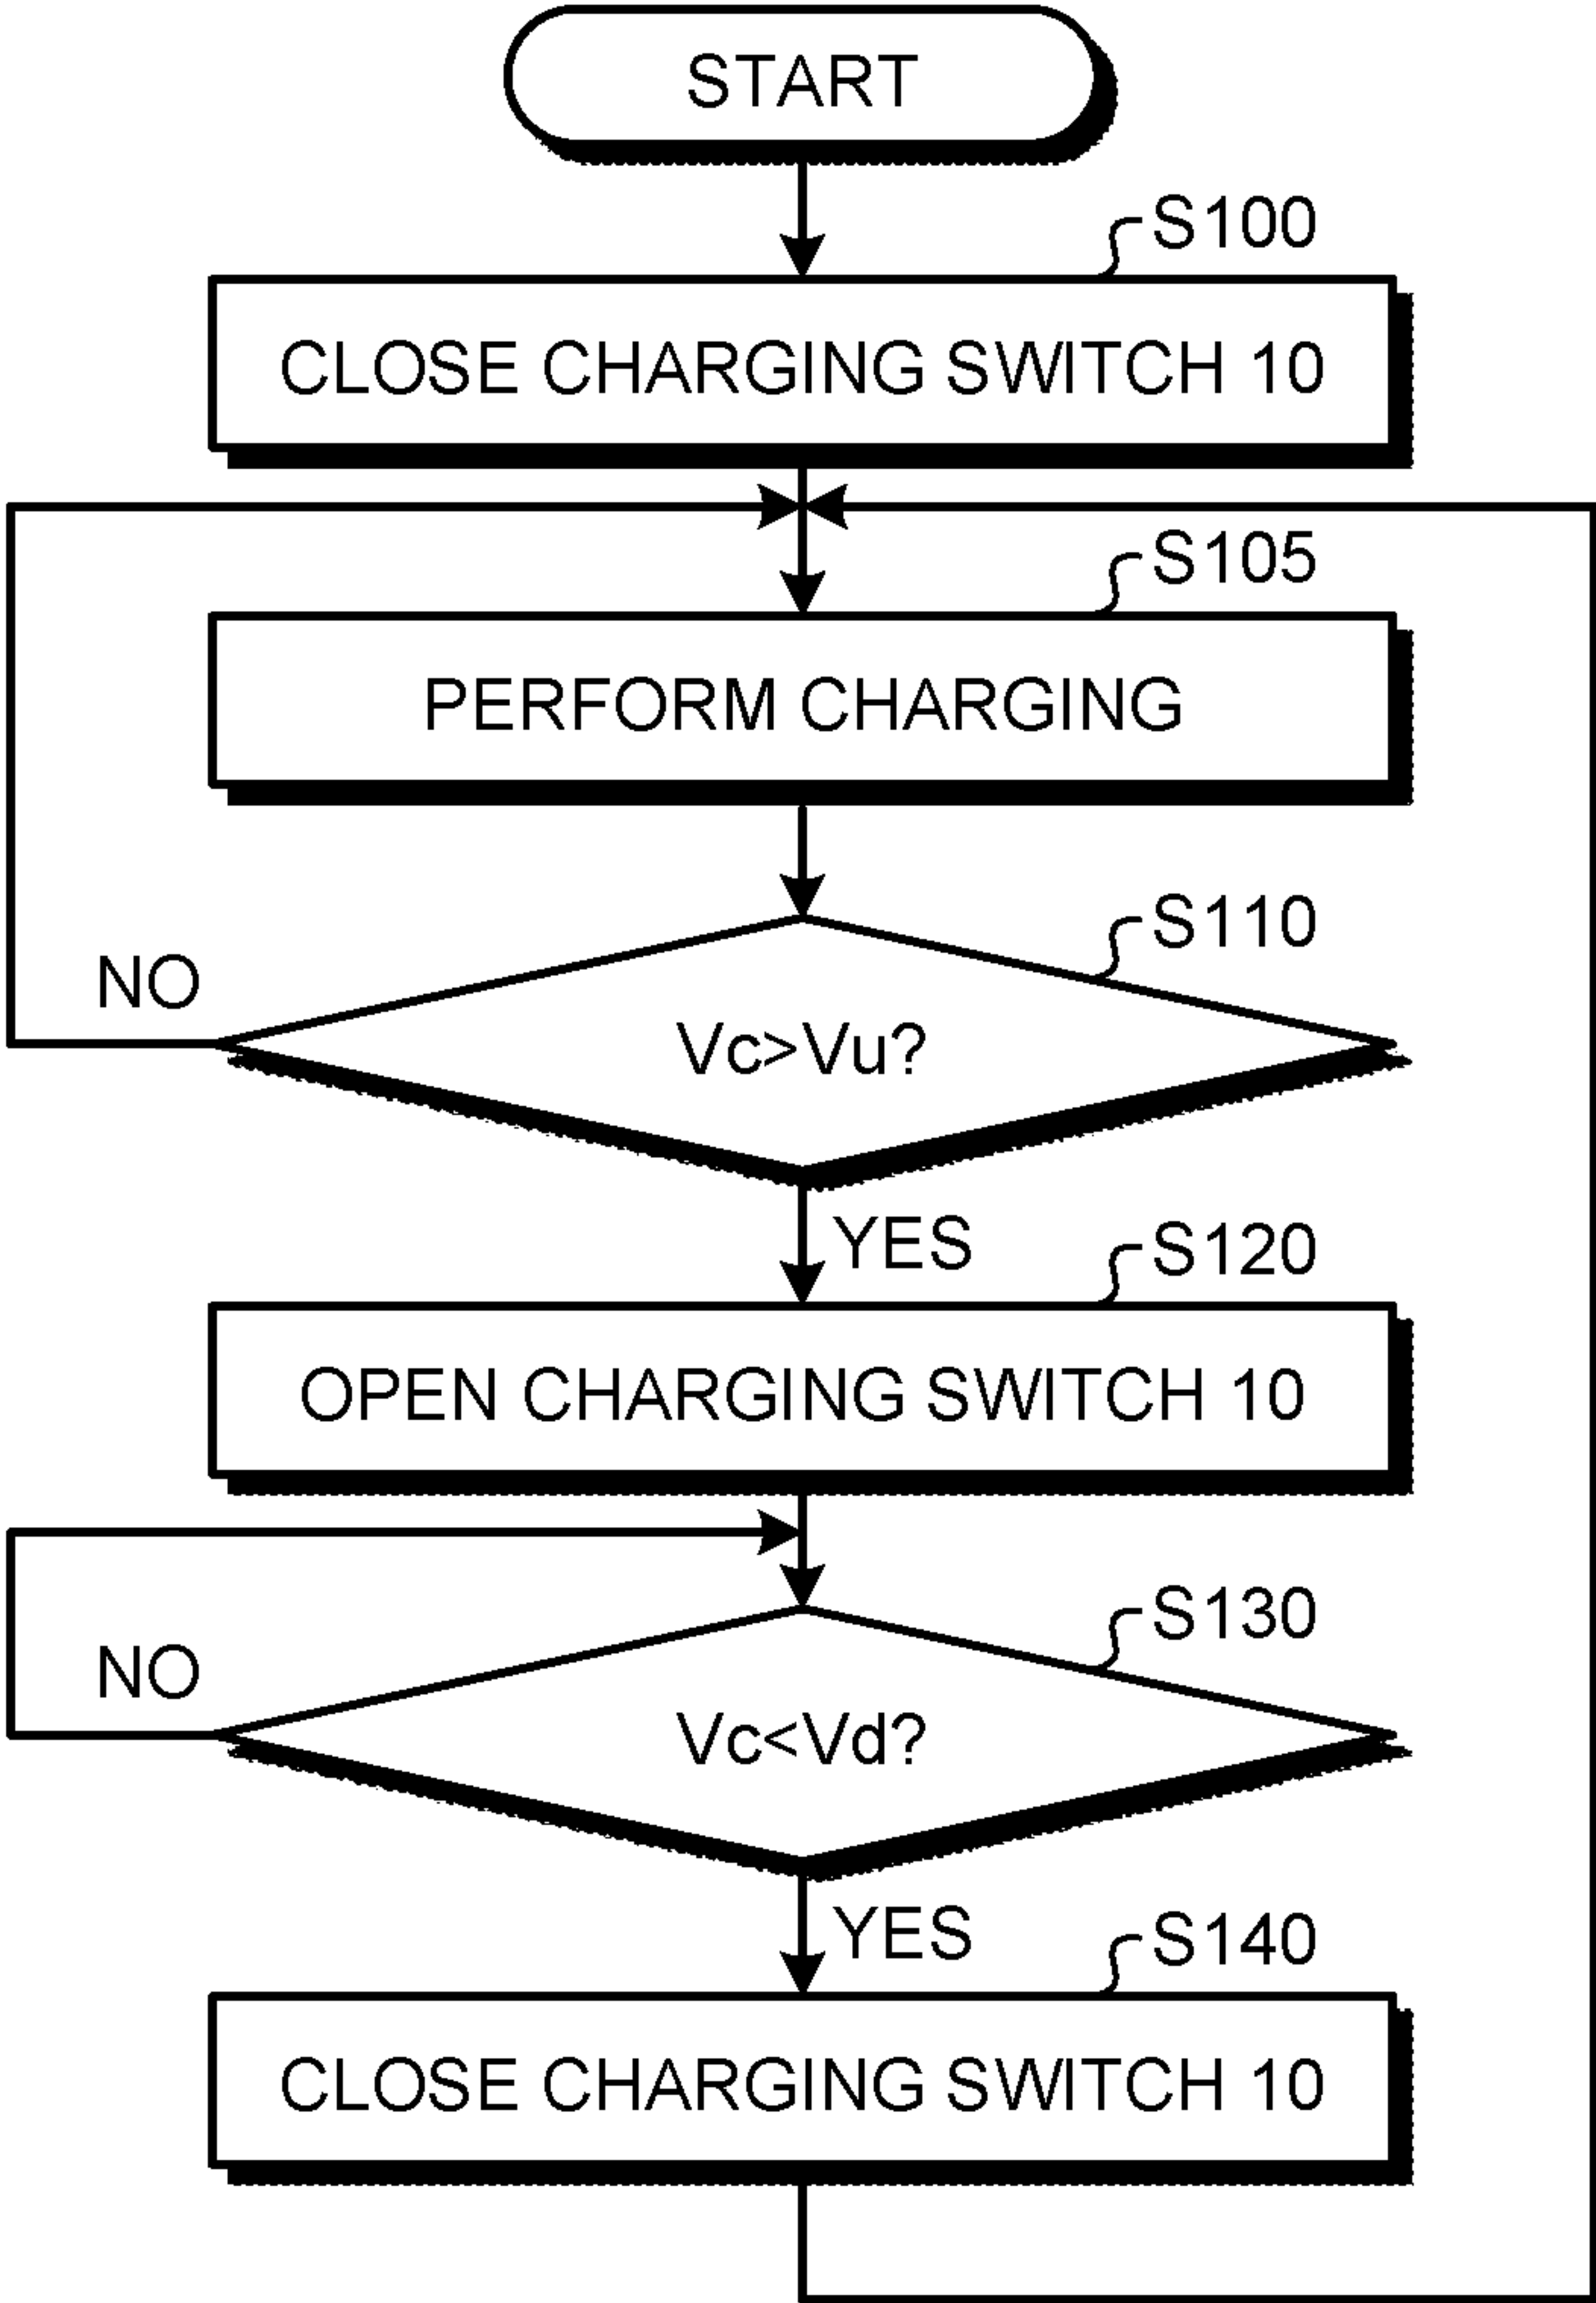 START
S100
CLOSE CHARGING SWITCH 10
S105
PERFORM CHARGING
S110
NO
Vc>Vu?
YES
S120
OPEN CHARGING SWITCH 10
S130
NO
Vc<Vd?
YES
S140
CLOSE CHARGING SWITCH 10